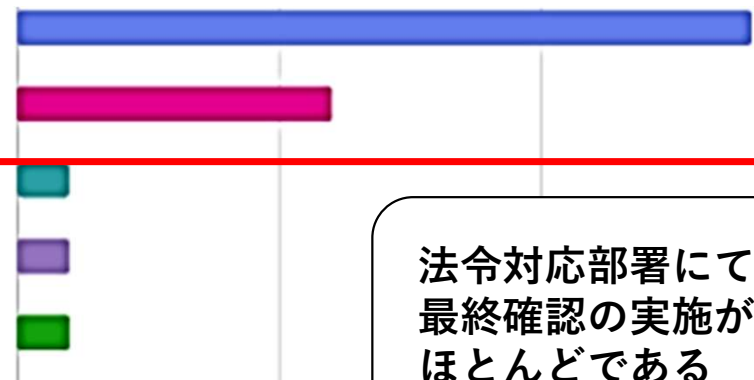 法令対応部署にて
最終確認の実施が
ほとんどである